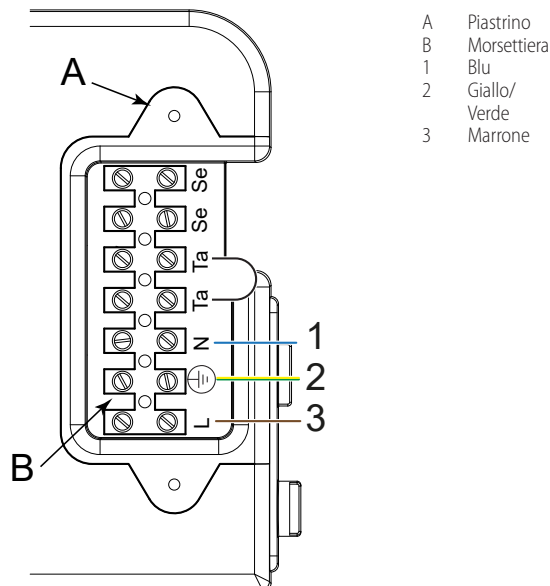 A Piastrino
B Morsettiera
1 Blu
2 Giallo/
Verde
3 Marrone
A
Se
Se
Ta
Ta
N
1
2
L
3
B